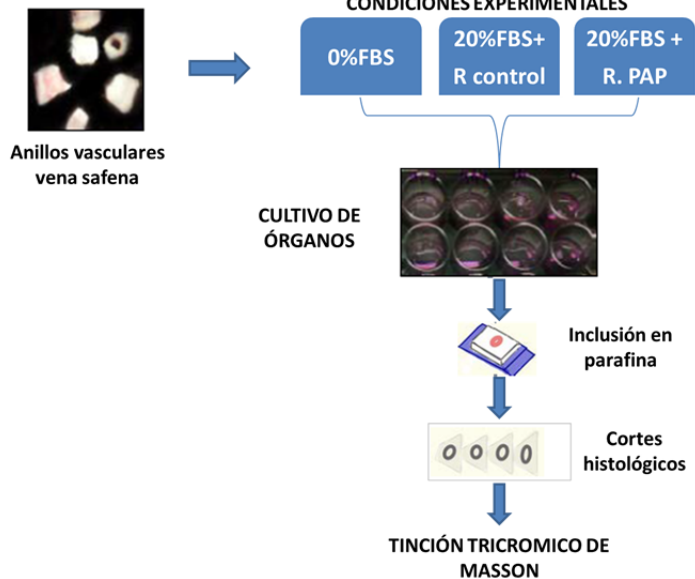 CONDICIONES EXPERIMENTALES
0%FBS
20%FBS+
R control
20%FBS +
R. PAP
Anillos vasculares
vena safena
CULTIVO DE
ÓRGANOS
Inclusión en
parafina
Cortes
histológicos
TINCIÓN TRICROMICO DE
MASSON